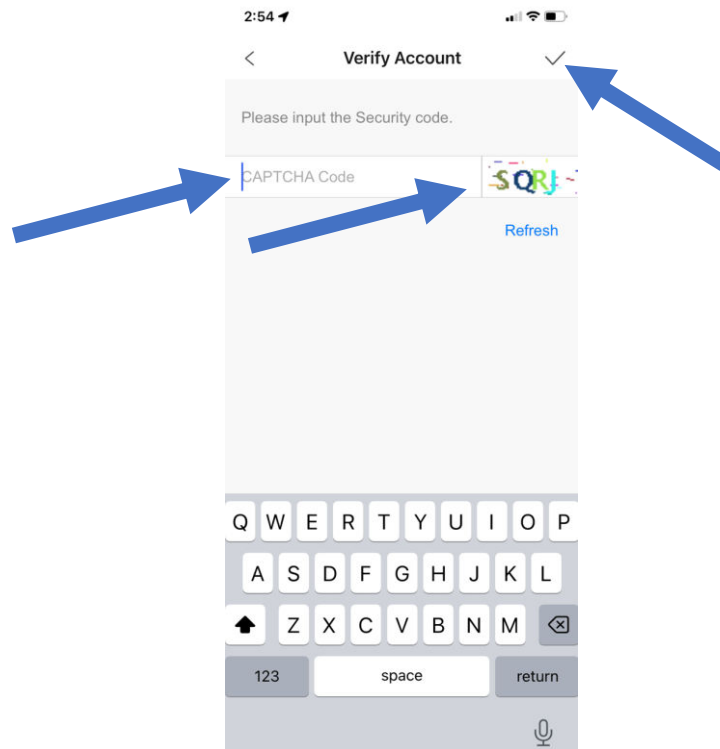 2:54
Verify Account
Please input the Security code.
CAPTCHA Code
SQRJ
Refresh
Q W E R T Y U I O P
A S D F G H J K L
Z X C V B N M
123 space return